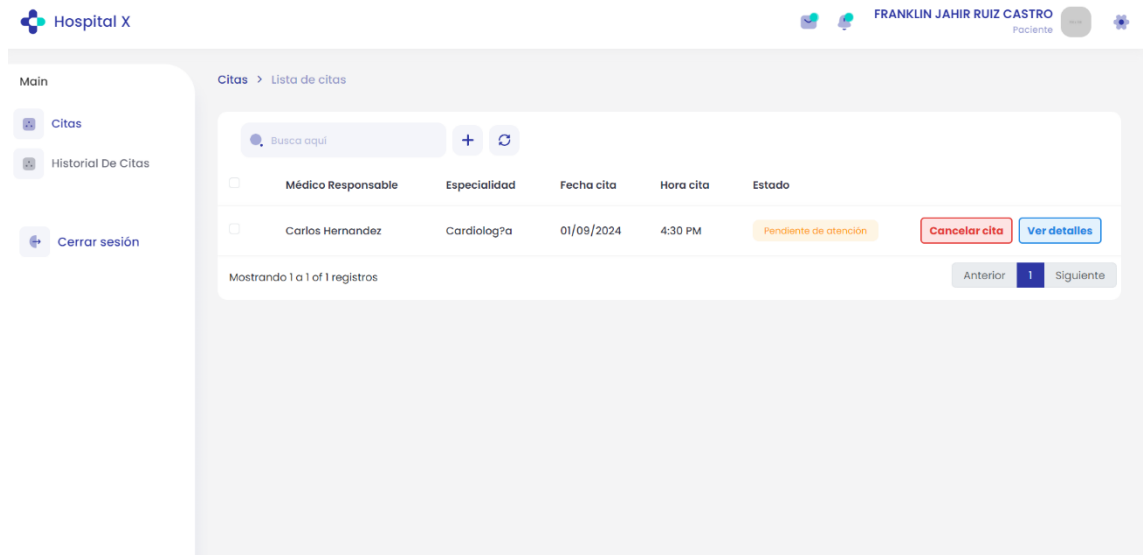 Hospital X
FRANKLIN JAHIR RUIZ CASTRO
Paciente
Main
Citas
Historial De Citas
Cerrar sesión
Citas > Lista de citas
Busca aqui
Médico Responsable Especialidad Fecha cita Hora cita Estado
Carlos Hernandez Cardiolog?a 01/09/2024 4:30 PM Pendiente de atención Cancelar cita Ver detalles
Mostrando 1 a 1 of 1 registros
Anterior 1 Siguiente